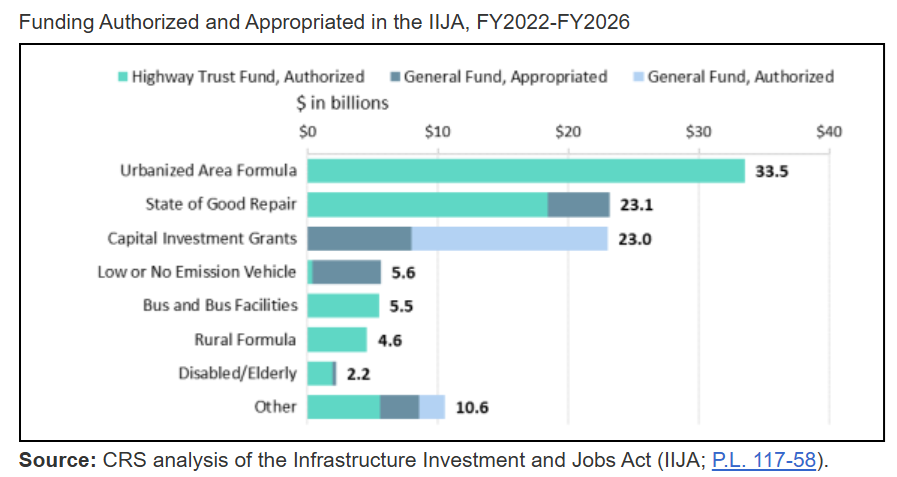 Funding Authorized and Appropriated in the IIJA, FY2022-FY2026
Highway Trust Fund, Authorized General Fund, Appropriated General Fund, Authorized
$ in billions
$0 $10 $20 $30 $40
Urbanized Area Formula 33.5
State of Good Repair 23.1
Capital Investment Grants 23.0
Low or No Emission Vehicle 5.6
Bus and Bus Facilities 5.5
Rural Formula 4.6
Disabled/Elderly 2.2
Other 10.6
Source: CRS analysis of the Infrastructure Investment and Jobs Act (IIJA; P.L. 117-58).